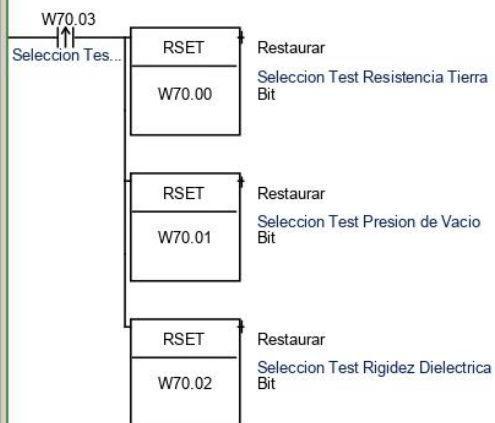 W70.03
Seleccion Tes...
RSET
Restaurar
Seleccion Test Resistencia Tierra
W70.00
Bit
RSET
Restaurar
Seleccion Test Presion de Vacio
W70.01
Bit
RSET
Restaurar
Seleccion Test Rigidez Dielectrica
W70.02
Bit